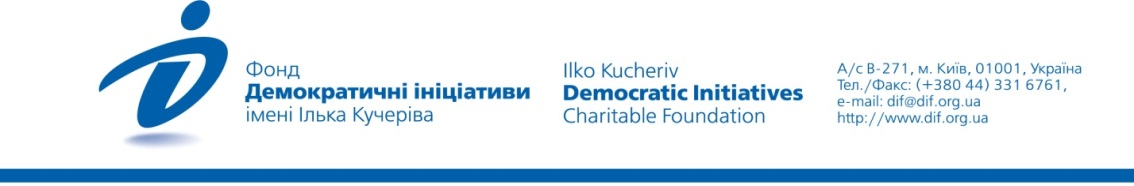 Фонд
Демократичні ініціативи
імені Ілька Кучеріва
Ilko Kucheriv
Democratic Initiatives
Charitable Foundation
А/с В-271, м. Київ, 01001, Україна
Тел./Факс: (+380 44) 331 6761,
e-mail: dif@dif.org.ua
http://www.dif.org.ua